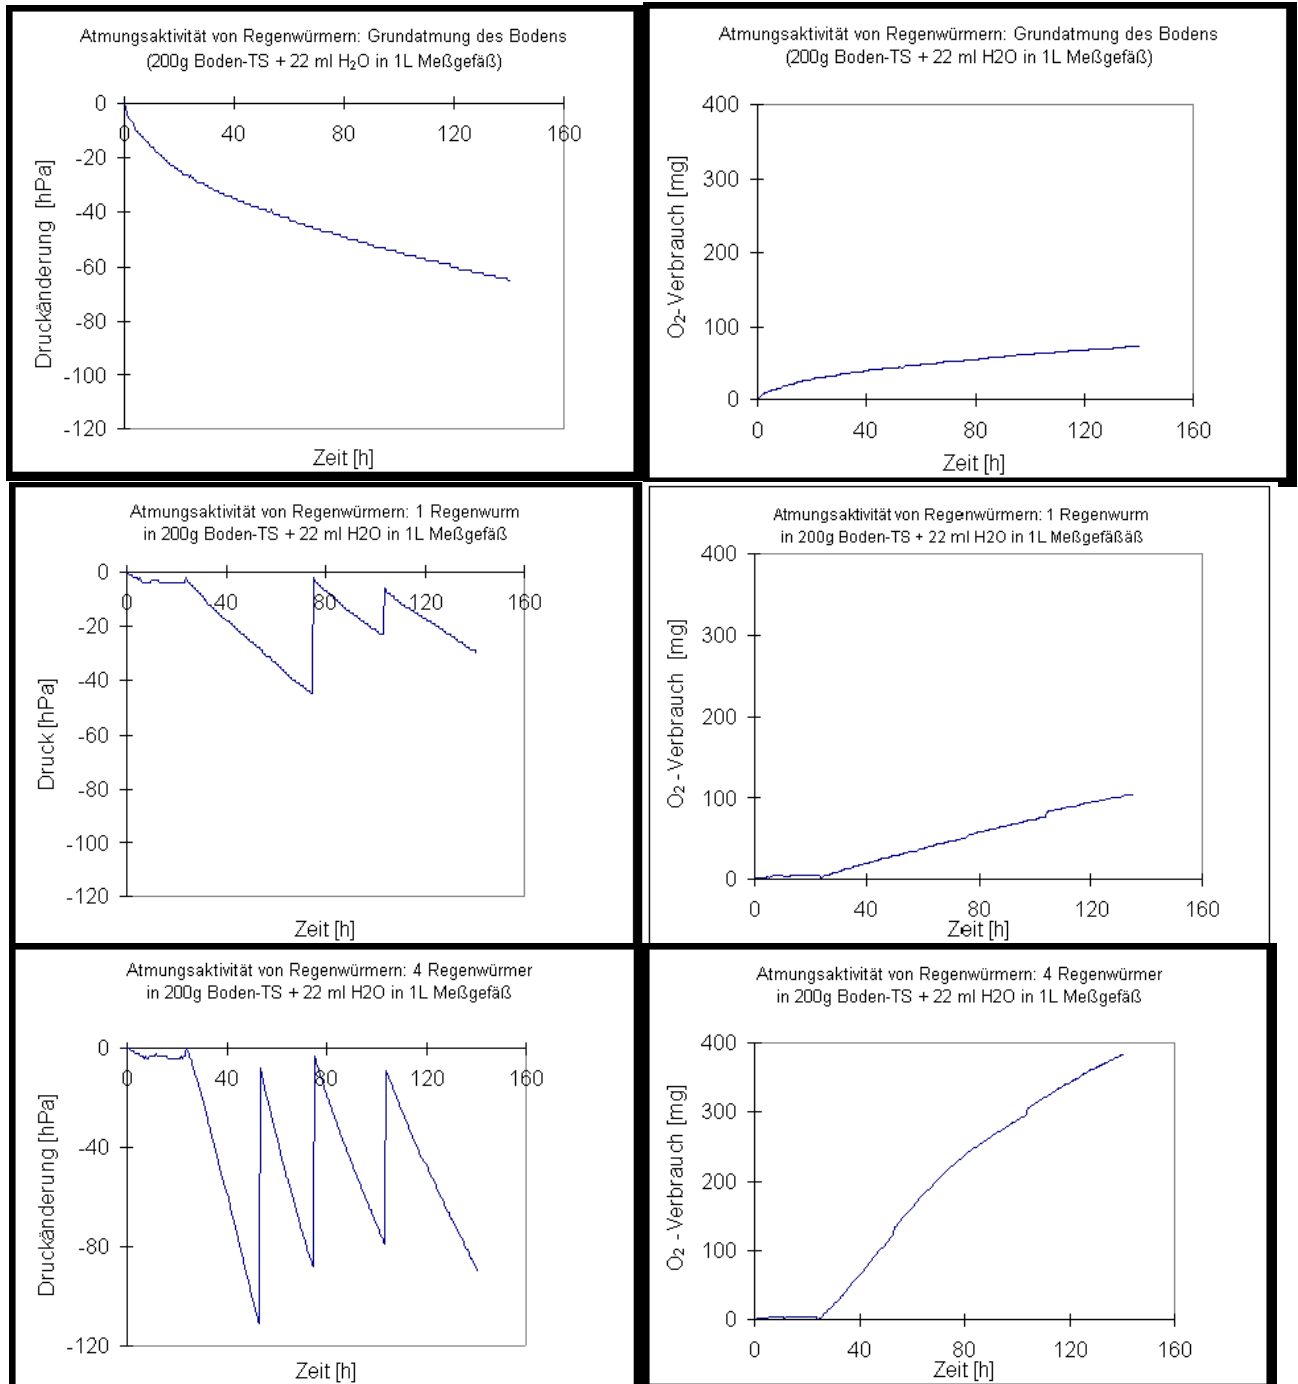 Atmungsaktivität von Regenwürmern: Grundatmung des Bodens
(200g Boden-TS + 22 ml H₂O in 1L Meßgefäß)
0
0 40 80 120 160
-20
-40
-60
-80
-100
-120
Druckänderung [hPa]
Zeit [h]
Atmungsaktivität von Regenwürmern: Grundatmung des Bodens
(200g Boden-TS + 22 ml H2O in 1L Meßgefäß)
400
300
200
100
0
0 40 80 120 160
O₂- Verbrauch [mg]
Zeit [h]
Atmungsaktivität von Regenwürmern: 1 Regenwurm
in 200g Boden-TS + 22 ml H2O in 1L Meßgefäß
0
0 40 80 120 160
-20
-40
-60
-80
-100
-120
Druck [hPa]
Zeit [h]
Atmungsaktivität von Regenwürmern: 1 Regenwurm
in 200g Boden-TS + 22 ml H2O in 1L Meßgefäßäß
400
300
200
100
0
0 40 80 120 160
O₂ - Verbrauch [mg]
Zeit [h]
Atmungsaktivität von Regenwürmern: 4 Regenwürmer
in 200g Boden-TS + 22 ml H2O in 1L Meßgefäß
0
0 40 80 120 160
-40
-80
-120
Druckänderung [hPa]
Zeit [h]
Atmungsaktivität von Regenwürmern: 4 Regenwürmer
in 200g Boden-TS + 22 ml H2O in 1L Meßgefäß
400
300
200
100
0
0 40 80 120 160
O₂ - Verbrauch [mg]
Zeit [h]